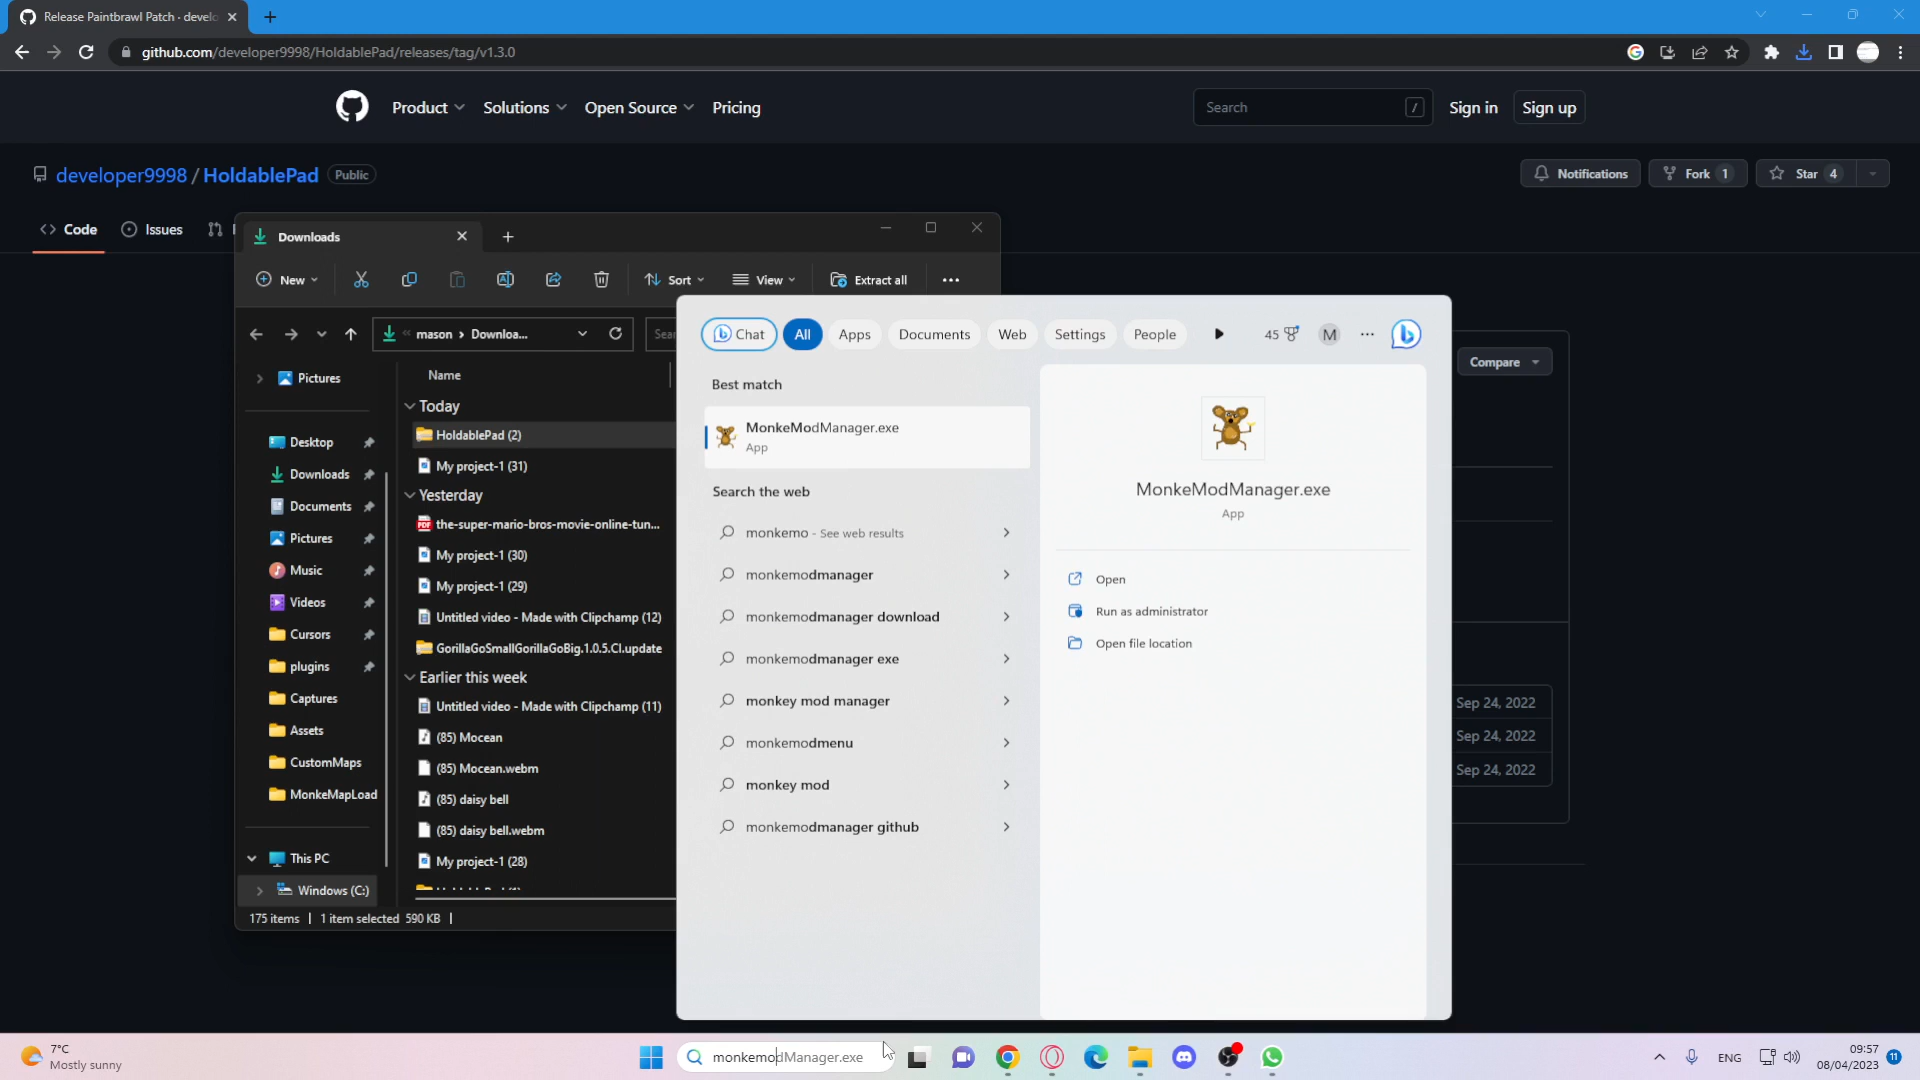 Release Paintbrawl Patch · develo
github.com/developer9998/HoldablePad/releases/tag/v1.3.0
Product
Solutions
Open Source
Pricing
Search
/
Sign in
Sign up
developer9998 / HoldablePad
Public
Notifications
Fork 1
Star 4
Code
Issues
Downloads
New
Sort
View
Extract all
mason
Downloa...
Sear
Name
Pictures
Today
HoldablePad (2)
My project-1 (31)
Yesterday
the-super-mario-bros-movie-online-tun...
My project-1 (30)
My project-1 (29)
Untitled video - Made with Clipchamp (12)
GorillaGoSmallGorillaGoBig.1.0.5.CI.update
Earlier this week
Untitled video - Made with Clipchamp (11)
(85) Mocean
(85) Mocean.webm
(85) daisy bell
(85) daisy bell.webm
My project-1 (28)
Desktop
Downloads
Documents
Pictures
Music
Videos
Cursors
plugins
Captures
Assets
CustomMaps
MonkeMapLoad
This PC
Windows (C:)
175 items
1 item selected 590 KB
Chat
All
Apps
Documents
Web
Settings
People
45
M
Best match
MonkeModManager.exe
App
Search the web
monkemo - See web results
monkemodmanager
monkemodmanager download
monkemodmanager exe
monkey mod manager
monkemodmenu
monkey mod
monkemodmanager github
MonkeModManager.exe
App
Open
Run as administrator
Open file location
Compare
Sep 24, 2022
Sep 24, 2022
Sep 24, 2022
7°C
Mostly sunny
monkemodManager.exe
ENG
09:57
08/04/2023
11